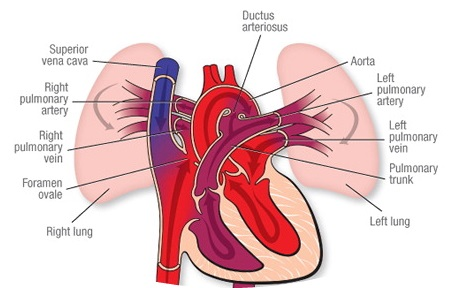 Ductus
arteriosus
Superior
vena cava
Aorta
Right
pulmonary
artery
Left
pulmonary
artery
Right
pulmonary
vein
Left
pulmonary
vein
Foramen
ovale
Pulmonary
trunk
Right lung
Left lung